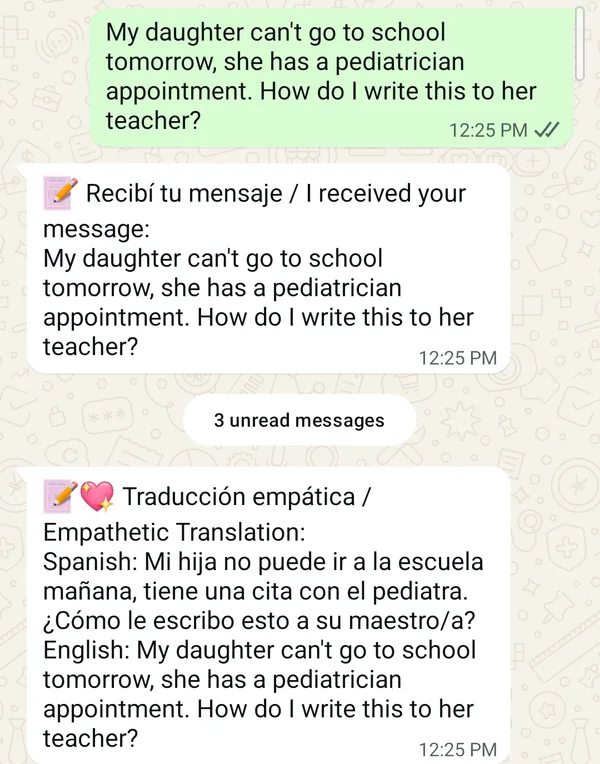 My daughter can't go to school
tomorrow, she has a pediatrician
appointment. How do I write this to her
teacher?
12:25 PM
📝 Recibí tu mensaje / I received your
message:
My daughter can't go to school
tomorrow, she has a pediatrician
appointment. How do I write this to her
teacher?
12:25 PM
3 unread messages
📝💖 Traducción empática /
Empathetic Translation:
Spanish: Mi hija no puede ir a la escuela
mañana, tiene una cita con el pediatra.
¿Cómo le escribo esto a su maestro/a?
English: My daughter can't go to school
tomorrow, she has a pediatrician
appointment. How do I write this to her
teacher?
12:25 PM